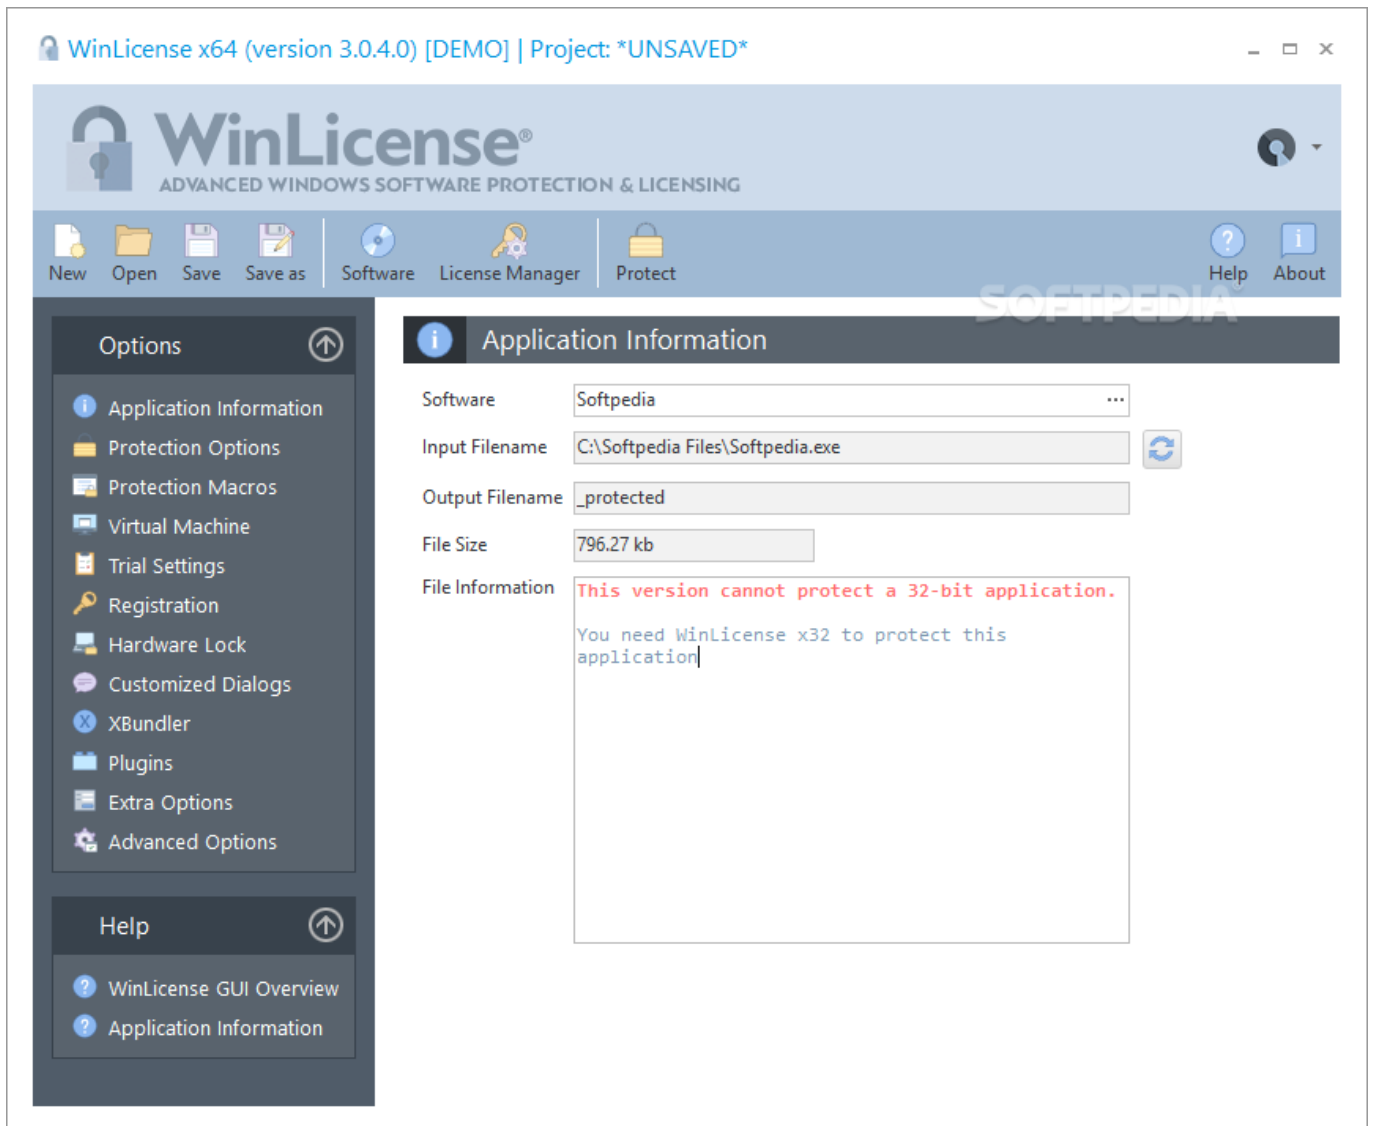 WinLicense x64 (version 3.0.4.0) [DEMO] | Project: *UNSAVED*
WinLicense®
ADVANCED WINDOWS SOFTWARE PROTECTION & LICENSING
New Open Save Save as Software License Manager Protect Help About
SOFTPEDIA®
Options
Application Information
Protection Options
Protection Macros
Virtual Machine
Trial Settings
Registration
Hardware Lock
Customized Dialogs
XBundler
Plugins
Extra Options
Advanced Options
Help
WinLicense GUI Overview
Application Information
Application Information
Software Softpedia ...
Input Filename C:\Softpedia Files\Softpedia.exe
Output Filename _protected
File Size 796.27 kb
File Information This version cannot protect a 32-bit application.
You need WinLicense x32 to protect this
application